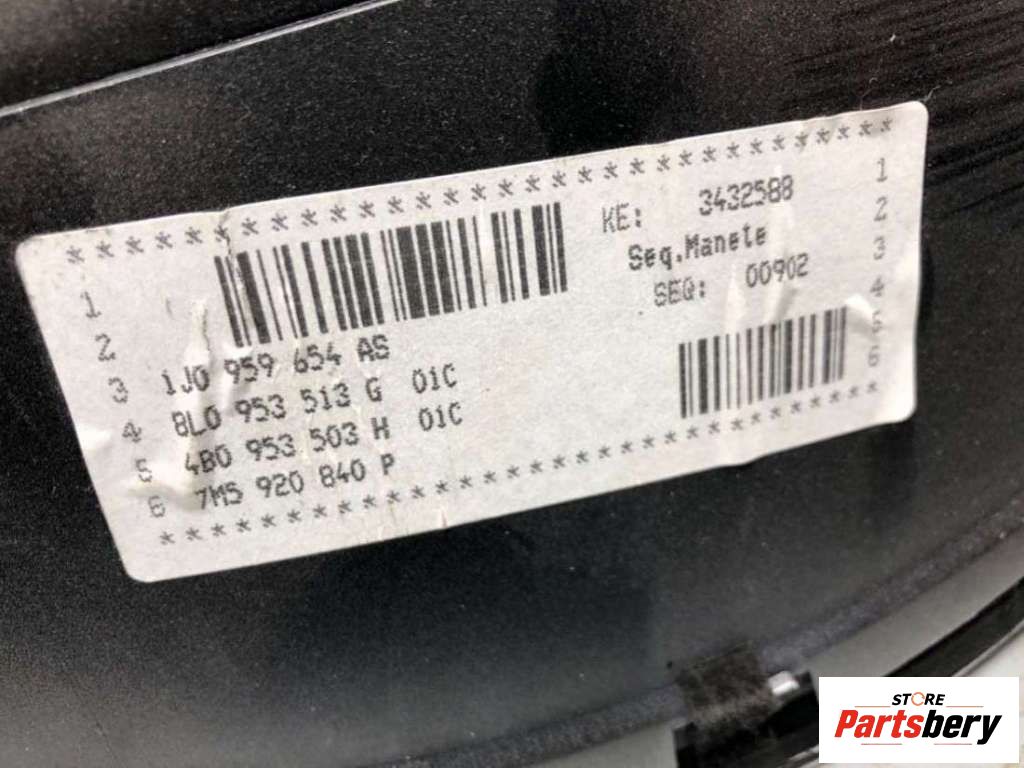 * * * * * * * * * * * * * * * * * * * * * * * * * * * *
KE: 3432588
Seq.Manete
SEQ: 00902
1
2
3
4
5
6
1J0 959 654 AS
8L0 953 513 G 01C
4B0 953 503 H 01C
7M5 920 840 P
1
2
3
4
5
6
* * * * * * * * * * * * * * * * * * * * * * * * * * * *
STORE
Partsbery